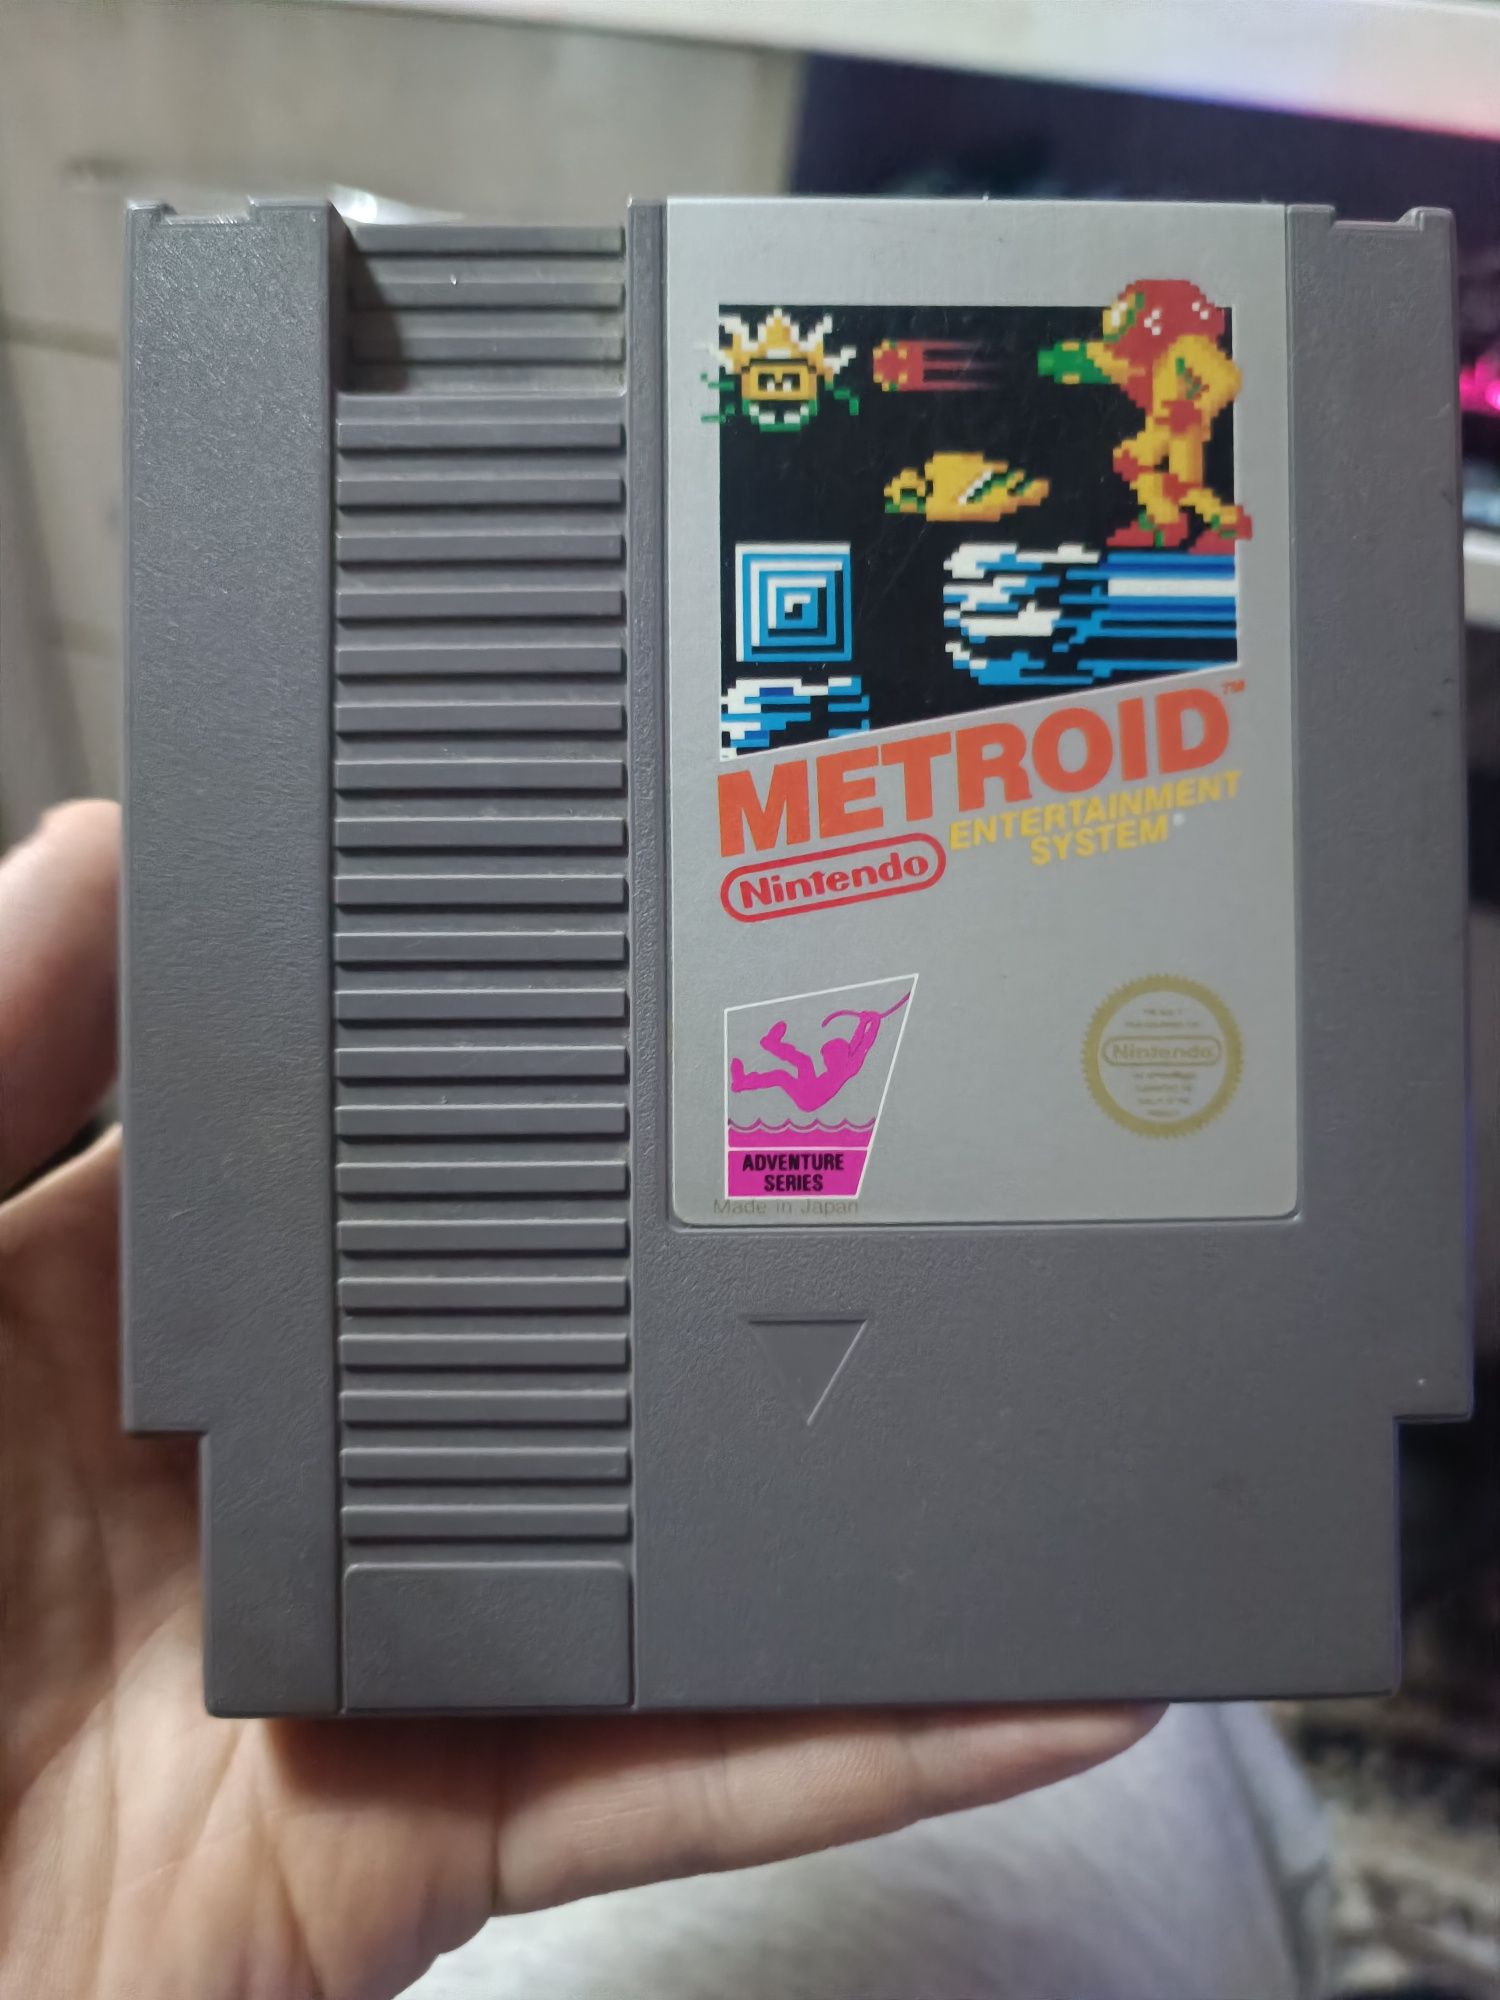 METROID™
Nintendo ENTERTAINMENT
SYSTEM®
Nintendo
ADVENTURE
SERIES
Made in Japan